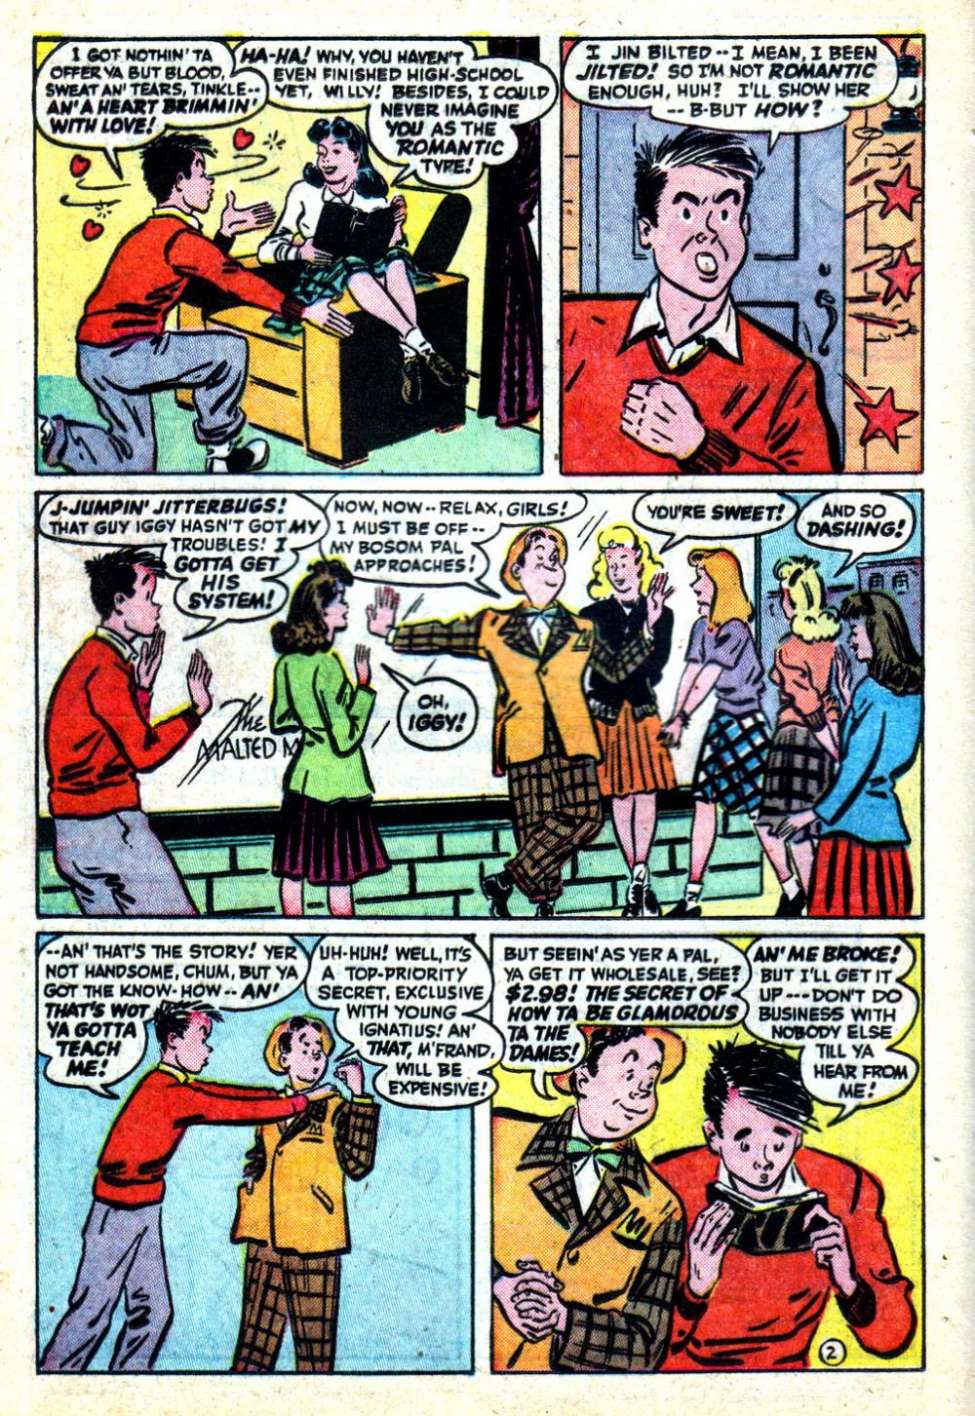 I GOT NOTHIN' TA
OFFER YA BUT BLOOD,
SWEAT AN' TEARS, TINKLE--
AN' A HEART BRIMMIN'
WITH LOVE!
HA-HA! WHY, YOU HAVEN'T
EVEN FINISHED HIGH-SCHOOL
YET, WILLY! BESIDES, I COULD
NEVER IMAGINE
YOU AS THE
ROMANTIC
TYPE!
I JIN BILTED--I MEAN, I BEEN
JILTED! SO I'M NOT ROMANTIC
ENOUGH, HUH? I'LL SHOW HER
-- B-BUT HOW?
J-JUMPIN' JITTERBUGS!
THAT GUY IGGY HASN'T GOT MY
TROUBLES! I
GOTTA GET
HIS
SYSTEM!
NOW, NOW-- RELAX, GIRLS!
I MUST BE OFF--
MY BOSOM PAL
APPROACHES!
YOU'RE SWEET!
AND SO
DASHING!
OH,
IGGY!
The
MALTED M
--AN' THAT'S THE STORY! YER
NOT HANDSOME, CHUM, BUT YA
GOT THE KNOW-HOW--AN'
THAT'S WOT
YA GOTTA
TEACH
ME!
UH-HUH! WELL, IT'S
A TOP-PRIORITY
SECRET, EXCLUSIVE
WITH YOUNG
IGNATIUS! AN'
THAT, M'FRAND,
WILL BE
EXPENSIVE!
M
BUT SEEIN' AS YER A PAL,
YA GET IT WHOLESALE, SEE?
$2.98! THE SECRET OF
HOW TA BE GLAMOROUS
TA THE
DAMES!
AN' ME BROKE!
BUT I'LL GET IT
UP---DON'T DO
BUSINESS WITH
NOBODY ELSE
TILL YA
HEAR FROM
ME!
M
2